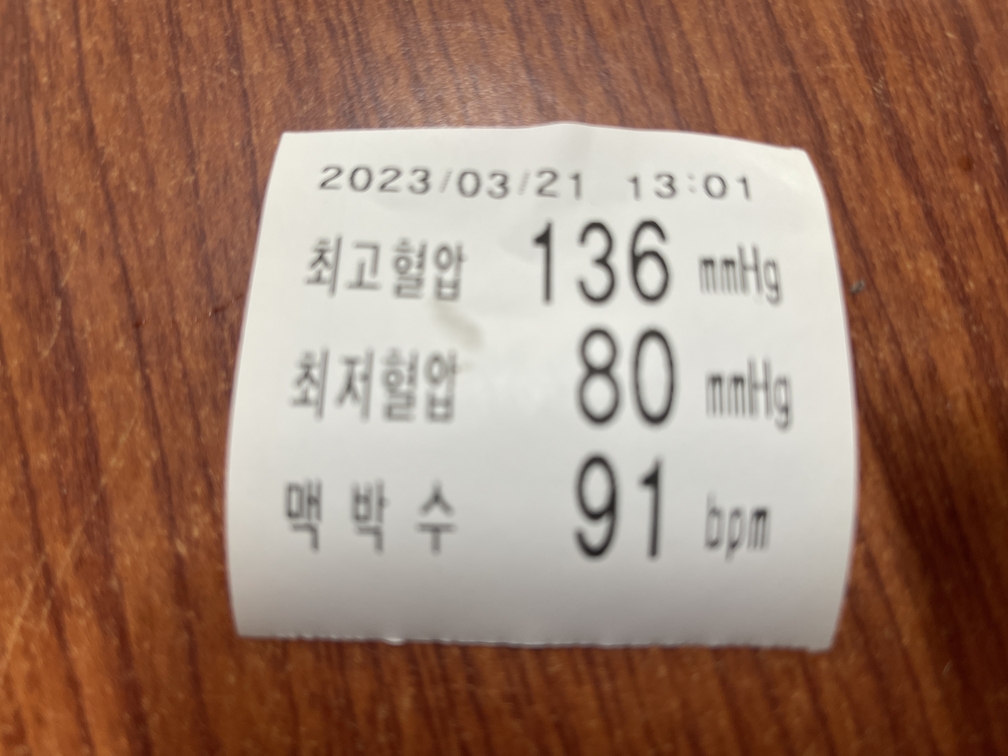 2023/03/21 13:01
최고혈압 136 mmHg
최저혈압 80 mmHg
맥 박 수 91 bpm